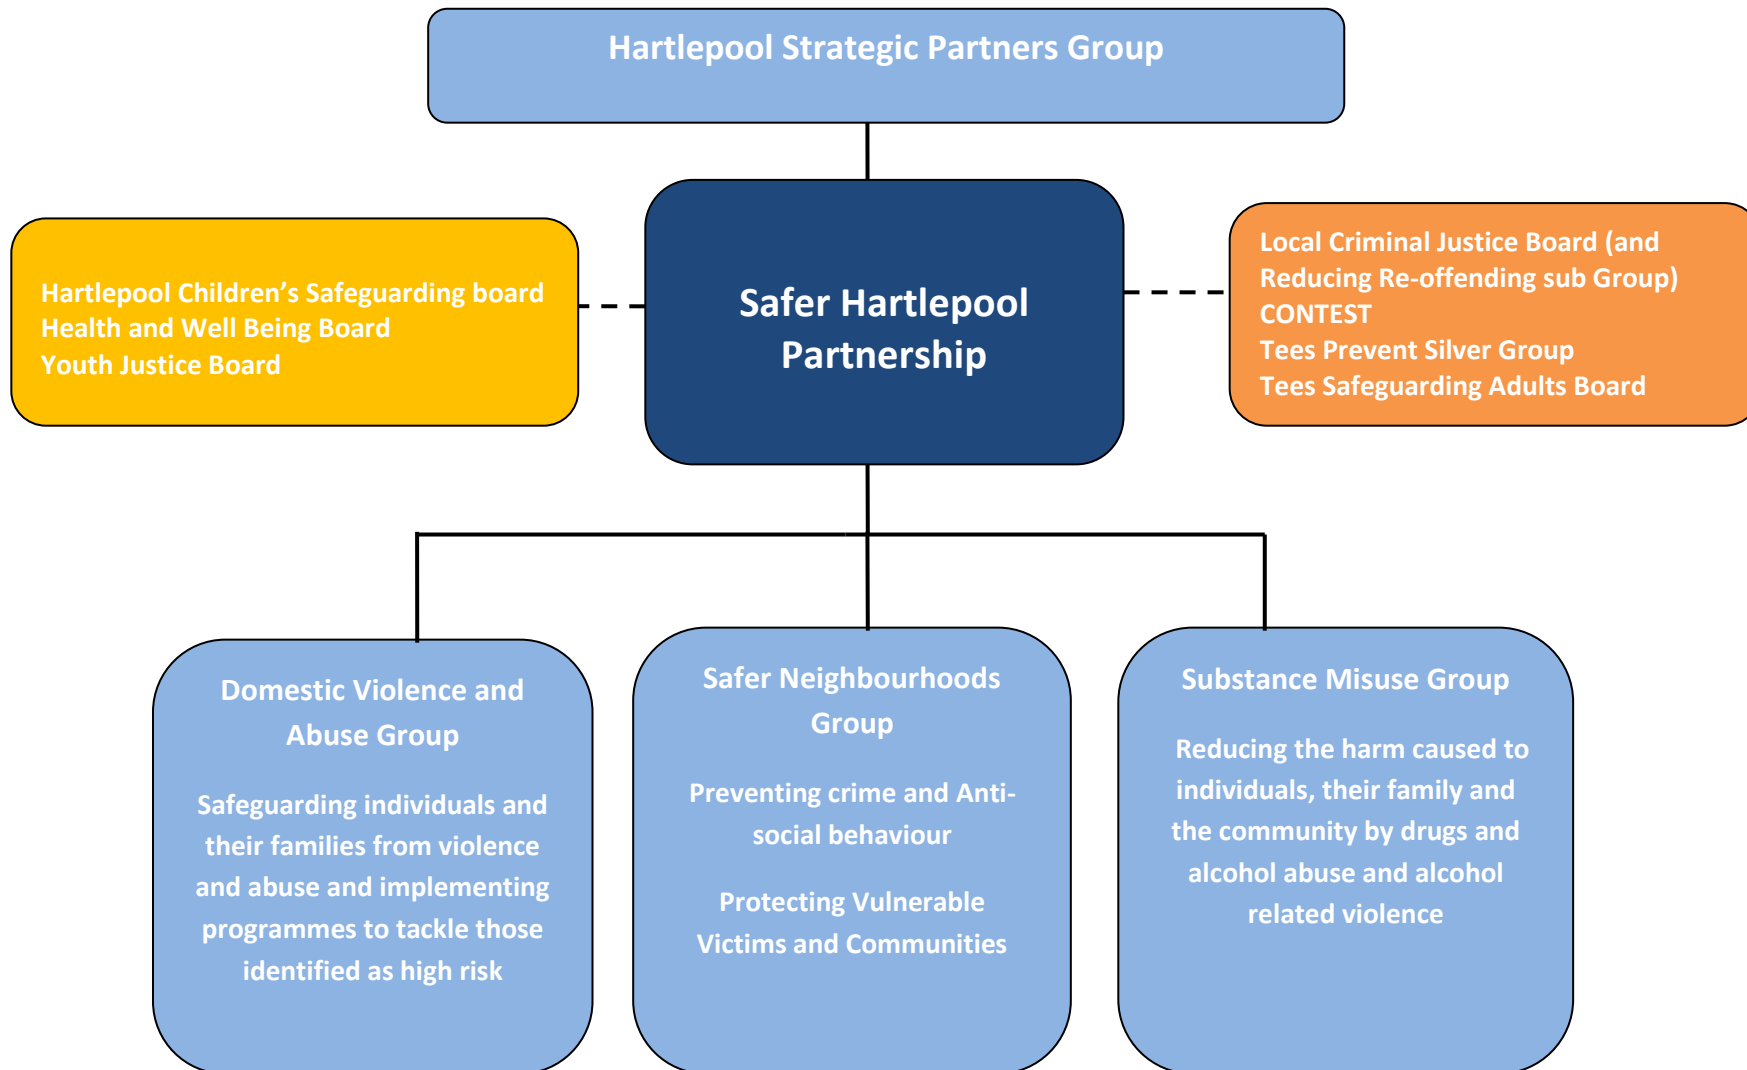 Hartlepool Strategic Partners Group
Hartlepool Children’s Safeguarding board
Health and Well Being Board
Youth Justice Board
Safer Hartlepool
Partnership
Local Criminal Justice Board (and
Reducing Re-offending sub Group)
CONTEST
Tees Prevent Silver Group
Tees Safeguarding Adults Board
Domestic Violence and
Abuse Group
Safeguarding individuals and
their families from violence
and abuse and implementing
programmes to tackle those
identified as high risk
Safer Neighbourhoods
Group
Preventing crime and Anti-
social behaviour
Protecting Vulnerable
Victims and Communities
Substance Misuse Group
Reducing the harm caused to
individuals, their family and
the community by drugs and
alcohol abuse and alcohol
related violence